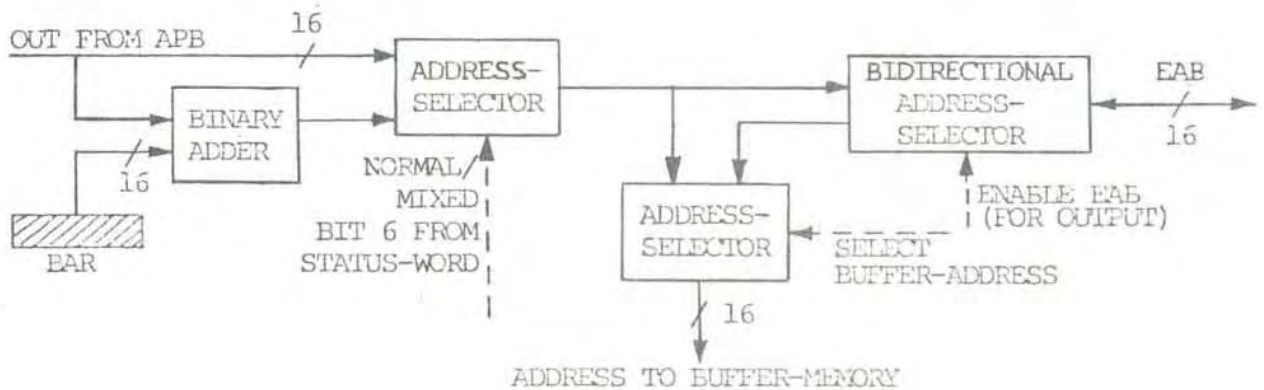 OUT FROM APB
16
ADDRESS-
SELECTOR
BINARY
ADDER
16
BAR
NORMAL/
MIXED
BIT 6 FROM
STATUS-WORD
BIDIRECTIONAL
ADDRESS-
SELECTOR
EAB
16
ADDRESS-
SELECTOR
ENABLE EAB
(FOR OUTPUT)
SELECT
BUFFER-ADDRESS
16
ADDRESS TO BUFFER-MEMORY